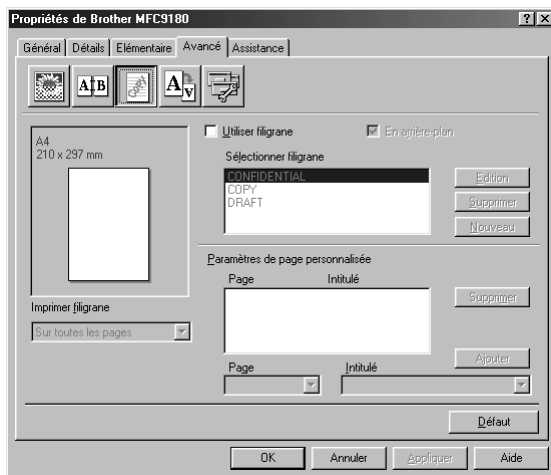 Propriétés de Brother MFC9180
Général Détails Elémentaire Avancé Assistance
A B
COPY
A V
A4
210 x 297 mm
Utiliser filigrane
En arrière-plan
Sélectionner filigrane
CONFIDENTIAL
COPY
DRAFT
Edition
Supprimer
Nouveau
Paramètres de page personnalisée
Page Intitulé
Supprimer
Imprimer filigrane
Sur toutes les pages
Ajouter
Page Intitulé
Défaut
OK Annuler Appliquer Aide